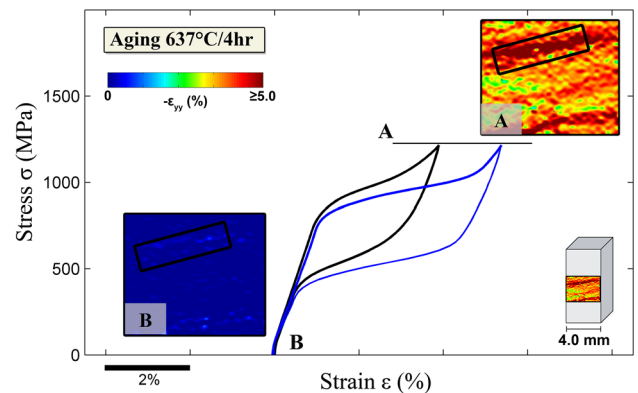 Aging 637°C/4hr
0
-εyy (%)
≥5.0
1500
1000
500
0
Stress σ (MPa)
A
A
B
B
4.0 mm
2%
Strain ε (%)